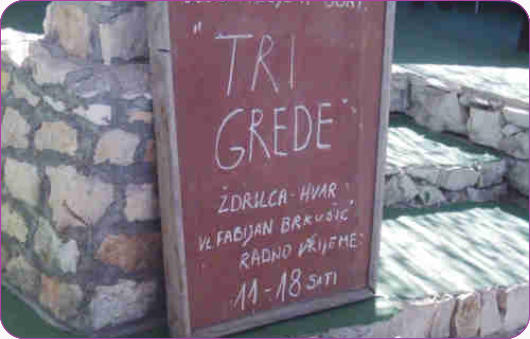 "TRI
GREDE"
ŽDRILCA-HVAR
VL FABIJAN BRKUŠIĆ
RADNO VRIJEME:
11-18 SATI